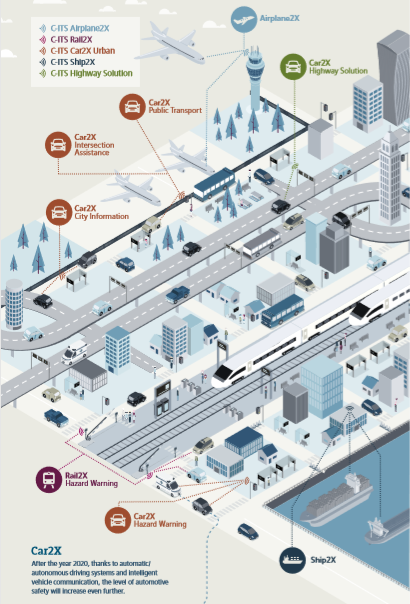 C-ITS Airplane2X
C-ITS Rail2X
C-ITS Cat2X Urban
C-ITS Ship2X
C-ITS Highway Solution
Airplane2X
Car2X
Highway Solution
Car2X
Public Transport
Car2X
Intersection
Assistance
Car2X
City Information
Rail2X
Hazard Warning
Car2X
Hazard Warning
Ship2X
Car2X
After the year 2020, thanks to automatic/
autonomous driving systems and intelligent
vehicle communication, the level of automotive
safety will increase even further.